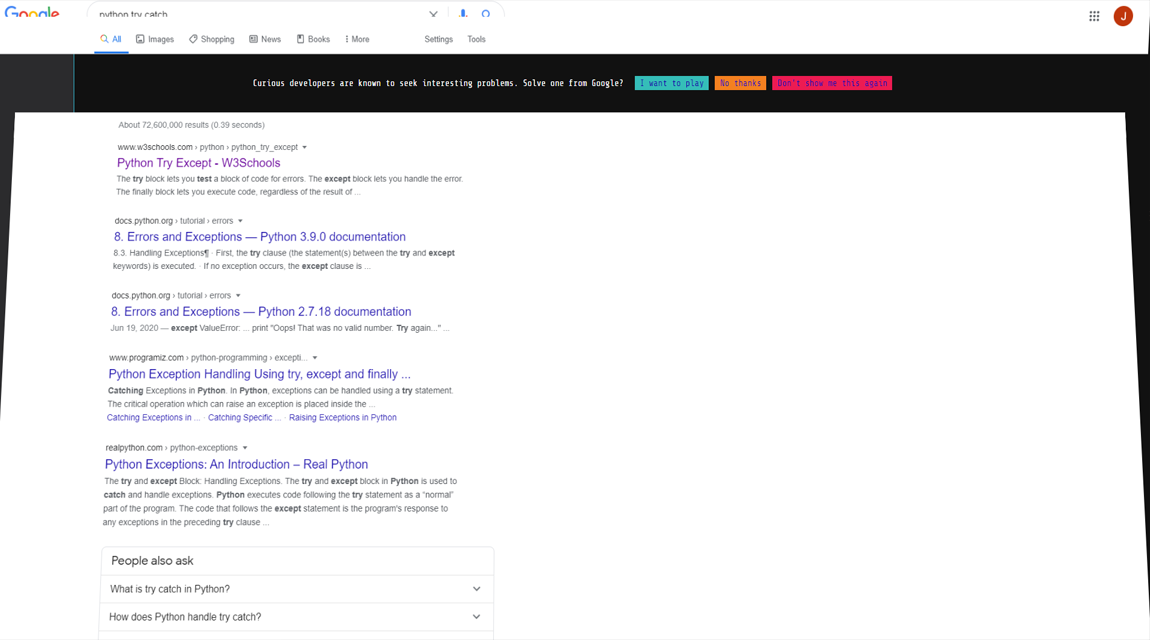 Google
python try catch
All Images Shopping News Books More Settings Tools
J
Curious developers are known to seek interesting problems. Solve one from Google? I want to play No thanks Don't show me this again
About 72,600,000 results (0.39 seconds)
www.w3schools.com › python › python_try_except
Python Try Except - W3Schools
The try block lets you test a block of code for errors. The except block lets you handle the error.
The finally block lets you execute code, regardless of the result of ...
docs.python.org › tutorial › errors
8. Errors and Exceptions — Python 3.9.0 documentation
8.3. Handling Exceptions¶ · First, the try clause (the statement(s) between the try and except
keywords) is executed. · If no exception occurs, the except clause is ...
docs.python.org › tutorial › errors
8. Errors and Exceptions — Python 2.7.18 documentation
Jun 19, 2020 — except ValueError: ... print "Oops! That was no valid number. Try again..." ...
www.programiz.com › python-programming › excepti...
Python Exception Handling Using try, except and finally ...
Catching Exceptions in Python. In Python, exceptions can be handled using a try statement.
The critical operation which can raise an exception is placed inside the ...
Catching Exceptions in ... · Catching Specific ... · Raising Exceptions in Python
realpython.com › python-exceptions
Python Exceptions: An Introduction – Real Python
The try and except Block: Handling Exceptions. The try and except block in Python is used to
catch and handle exceptions. Python executes code following the try statement as a “normal”
part of the program. The code that follows the except statement is the program's response to
any exceptions in the preceding try clause ...
People also ask
What is try catch in Python?
How does Python handle try catch?